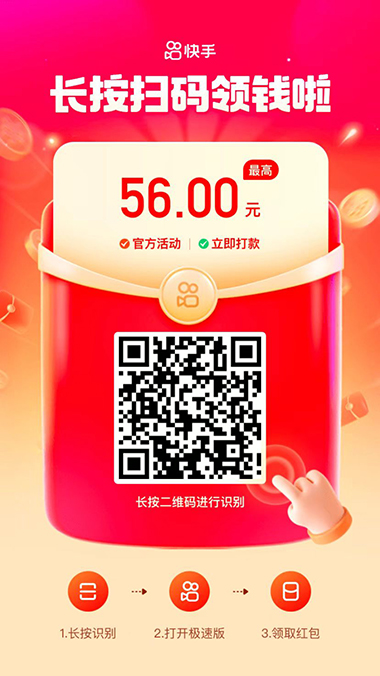 快手
长按扫码领钱啦
最高
56.00元
官方活动 立即打款
长按二维码进行识别
1.长按识别 2.打开极速版 3.领取红包